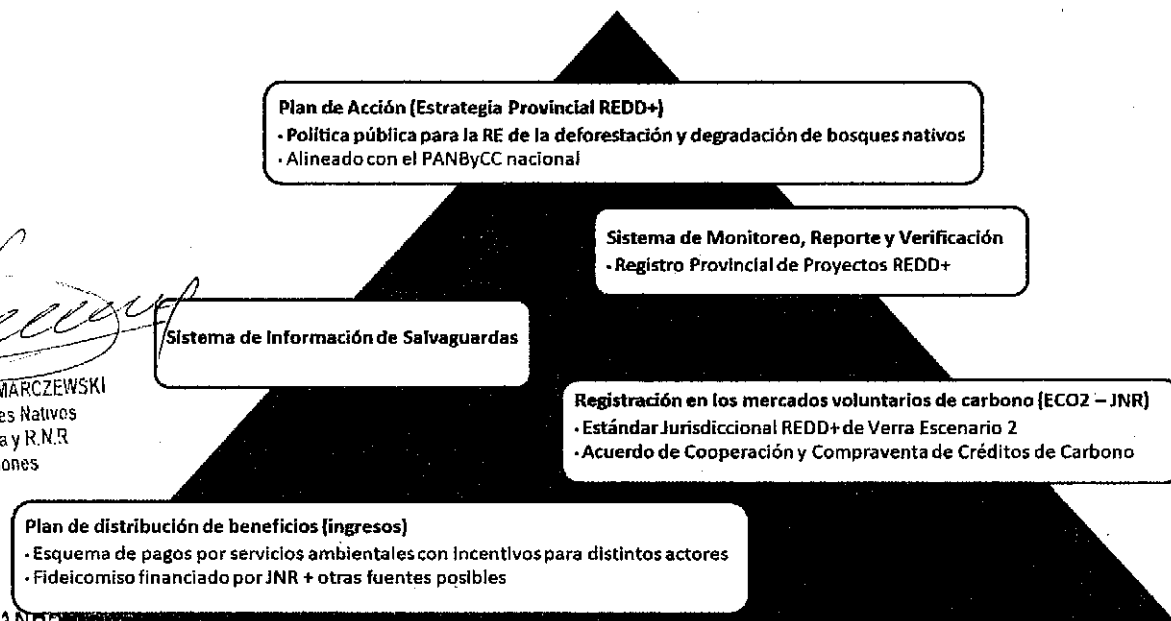 Plan de Acción (Estrategia Provincial REDD+)
· Política pública para la RE de la deforestación y degradación de bosques nativos
· Alineado con el PANByCC nacional
Sistema de Monitoreo, Reporte y Verificación
· Registro Provincial de Proyectos REDD+
Sistema de Información de Salvaguardas
MARCZEWSKI
es Nativos
a y R.N.R
iones
Registración en los mercados voluntarios de carbono (ECO2 – JNR)
· Estándar Jurisdiccional REDD+ de Verra Escenario 2
· Acuerdo de Cooperación y Compraventa de Créditos de Carbono
Plan de distribución de beneficios (ingresos)
· Esquema de pagos por servicios ambientales con incentivos para distintos actores
· Fideicomiso financiado por JNR + otras fuentes posibles